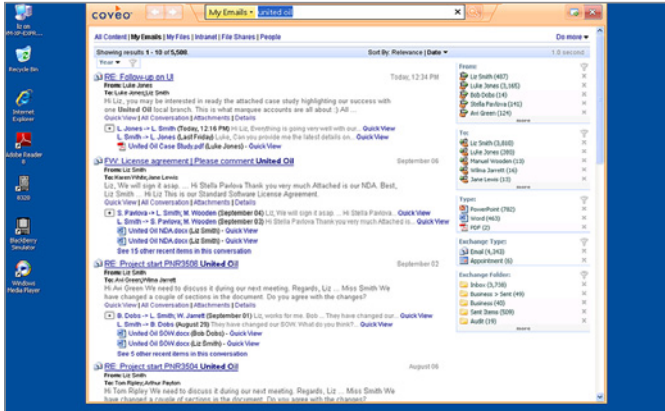 liz on
VM-XP-EXPR...
Recycle Bin
Internet
Explorer
Adobe Reader
8
8320
BlackBerry
Simulator
Windows
Media Player
coveo
My Emails united oil
All Content | My Emails | My Files | Intranet | File Shares | People
Do more
Showing results 1 - 10 of 5,508.
Sort By: Relevance | Date
1.0 second
Year
RE: Follow-up on UI
Today, 12:34 PM
From: Luke Jones
To: Luke Jones;Liz Smith
Hi Liz, you may be interested in ready the attached case study highlighting our success with
one United Oil local branch. This is what marquee accounts are all about :) All ...
Quick View | All Conversation | Attachments | Details
L. Jones -> L. Smith (Today, 12:16 PM) Hi Liz, Everything is going very well with our... Quick View
L. Smith -> L. Jones (Last Friday) Luke, Can you provide me the latest details on... Quick View
United Oil Case Study.pdf (Luke Jones) - Quick View
FW: License agreement | Please comment United Oil
September 06
From: Liz Smith
To: Karen White;Jane Lewis
Liz, We will sign it asap. ... Hi Stella Pavlova Thank you very much Attached is our NDA. Best,
Liz Smith ... Hi Liz This is our Standard Software License Agreement.
Quick View | All Conversation | Attachments | Details
S. Pavlova -> L. Smith; M. Wooden (September 04) Liz, We will sign it asap. ... Hi Stella Pavlova... Quick View
L. Smith -> S. Pavlova, M. Wooden (September 03) Hi Stella Pavlova Thank you very much Attached is... Quick View
United Oil NDA.docx (Liz Smith) - Quick View
United Oil NDA.docx (Liz Smith) - Quick View
See 15 other recent items in this conversation
RE: Project start PNR3508 United Oil
September 02
From: Liz Smith
To: Avi Green;Wilma Jarrett
Hi Avi Green We need to discuss it during our next meeting. Regards, Liz ... Miss Smith We
have changed a couple of sections in the document. Do you agree with the changes?
Quick View | All Conversation | Attachments | Details
B. Dobs -> L. Smith, W. Jarrett (September 01) Liz, works for me. Bob ... They have changed our... Quick View
L. Smith -> B. Dobs (August 29) They have changed our SOW. What do you think?... Quick View
United Oil SOW.docx (Bob Dobs) - Quick View
United Oil SOW.docx (Liz Smith) - Quick View
See 5 other recent items in this conversation
RE: Project start PNR3504 United Oil
August 06
From: Liz Smith
To: Tom Ripley;Arthur Payton
Hi Tom Ripley We need to discuss it during our next meeting. Regards, Liz ... Miss Smith We
have changed a couple of sections in the document. Do you agree with the changes?
From:
Liz Smith (487)
Luke Jones (3,165)
Bob Dobs (14)
Stella Pavlova (141)
Avi Green (124)
more
To:
Liz Smith (3,810)
Luke Jones (280)
Manuel Wooden (13)
Wilma Jarrett (16)
Jane Lewis (13)
more
Type:
PowerPoint (782)
Word (463)
PDF (2)
Exchange Type:
Email (4,342)
Appointment (6)
Exchange Folder:
Inbox (3,736)
Business > Sent (49)
Business (40)
Sent Items (509)
Audit (19)
more